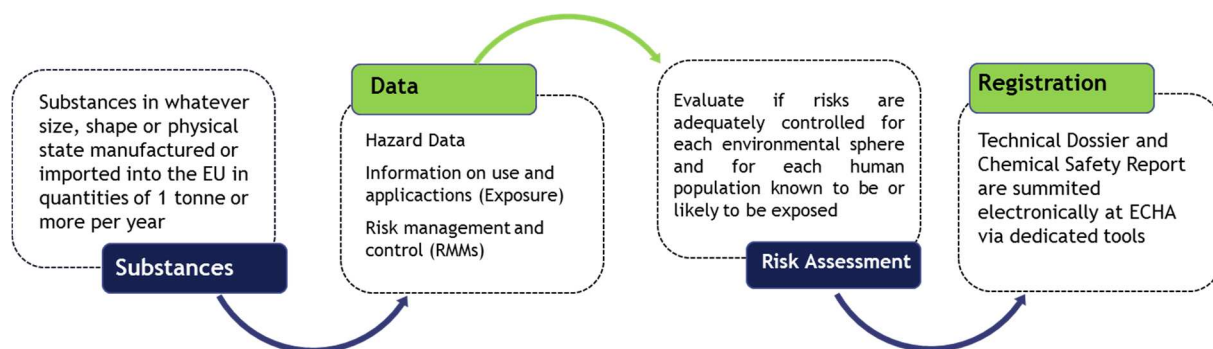 Substances in whatever
size, shape or physical
state manufactured or
imported into the EU in
quantities of 1 tonne or
more per year
Substances
Data
Hazard Data
Information on use and
applicactions (Exposure)
Risk management and
control (RMMs)
Evaluate if risks are
adequately controlled for
each environmental sphere
and for each human
population known to be or
likely to be exposed
Risk Assessment
Registration
Technical Dossier and
Chemical Safety Report
are summited
electronically at ECHA
via dedicated tools